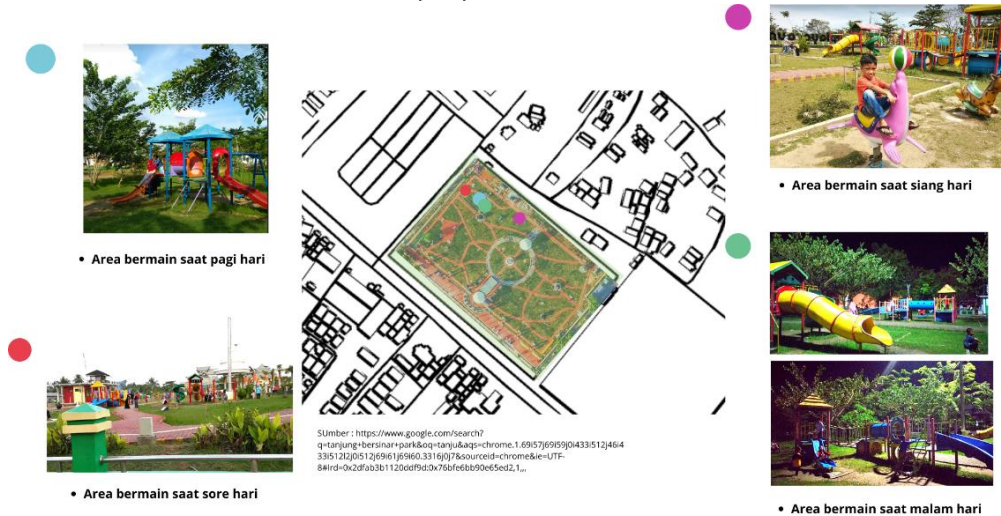 • Area bermain saat pagi hari
• Area bermain saat siang hari
• Area bermain saat sore hari
SUmber : https://www.google.com/search?
q=tanjung+bersinar+park&oq=tanju&aqs=chrome.1.69i57j69i59j0i433i512j46i4
33i512l2j0i512j69i61j69i60.3316j0j7&sourceid=chrome&ie=UTF-
8#lrd=0x2dfab3b1120ddf9d:0x76bfe6bb90e65ed2,1,,,
• Area bermain saat malam hari